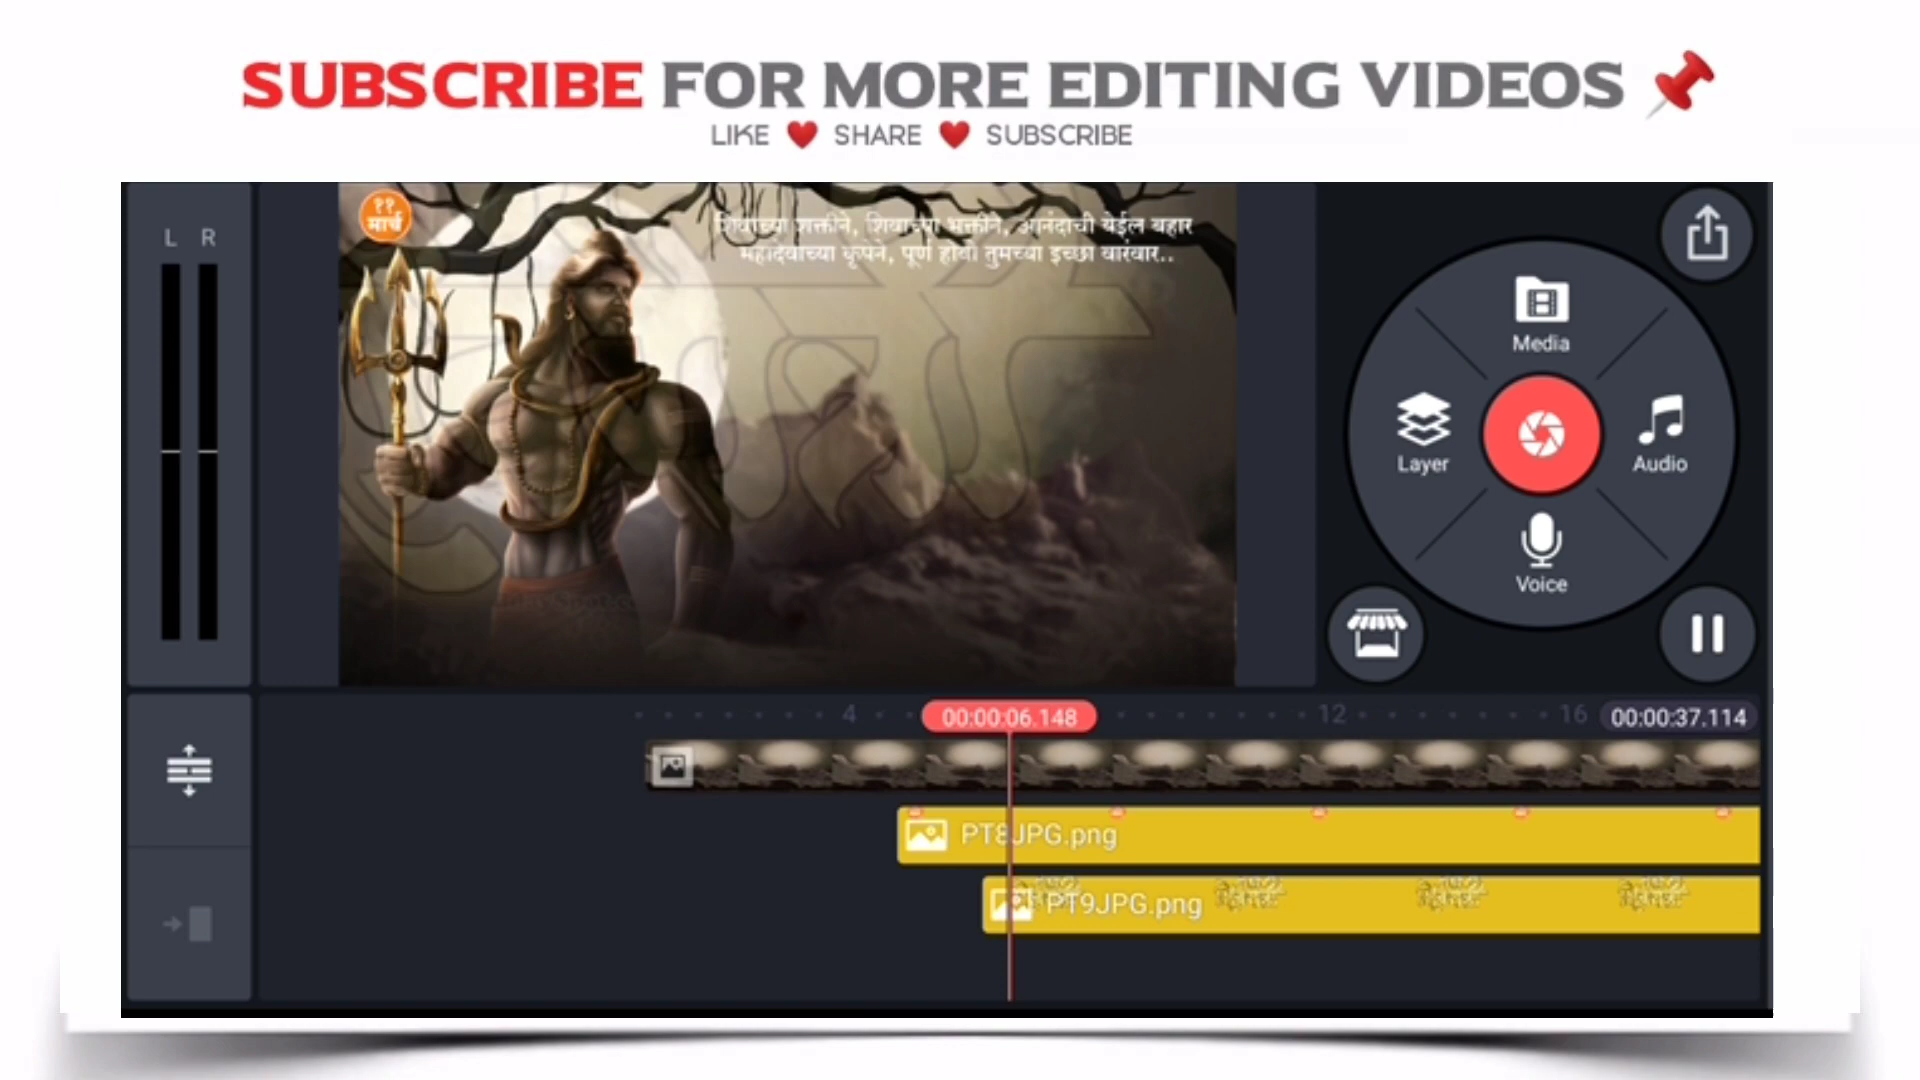 SUBSCRIBE FOR MORE EDITING VIDEOS
LIKE SHARE SUBSCRIBE
L R
११
मार्च
शिवाच्या शक्तीने, शिवाच्या भक्तीने, आनंदाची येईल बहार
महादेवाच्या कृपेने, पूर्ण होवो तुमच्या इच्छा वारंवार..
Media
Layer
Audio
Voice
4
00:00:06.148
12
16
00:00:37.114
PT8JPG.png
PT9JPG.png